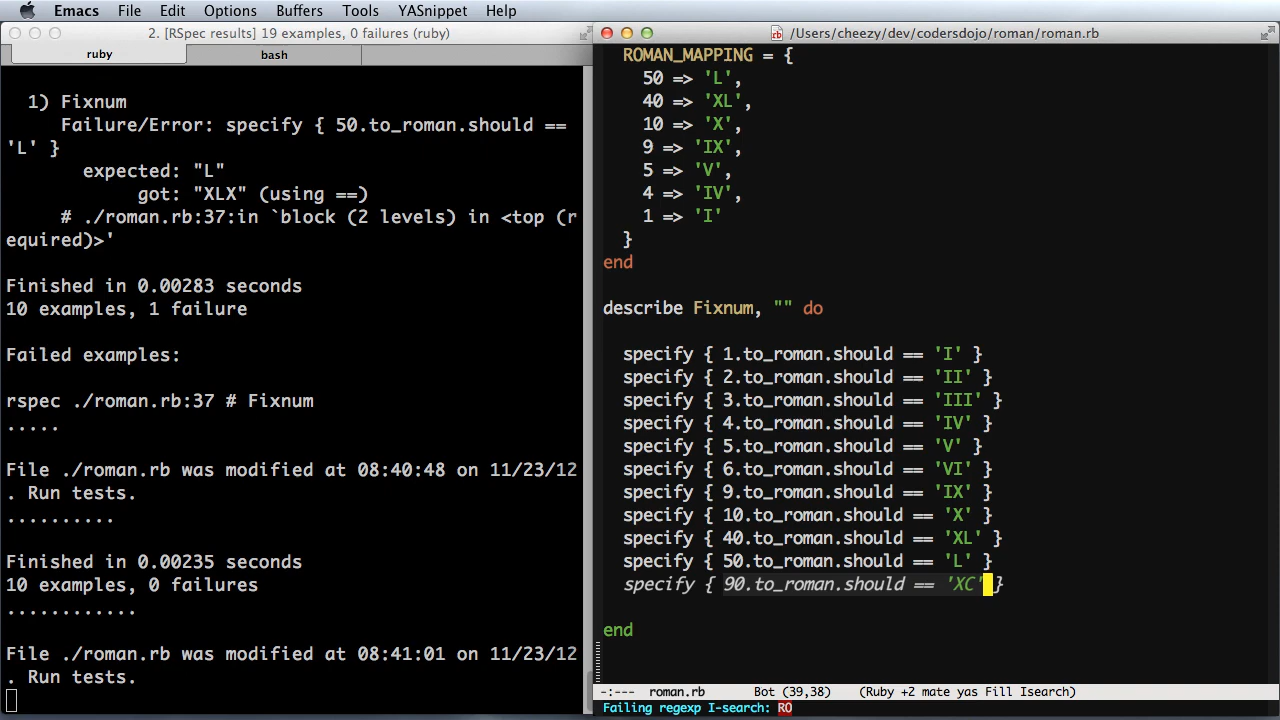 Emacs File Edit Options Buffers Tools YASnippet Help
2. [RSpec results] 19 examples, 0 failures (ruby)
ruby
bash
1) Fixnum
Failure/Error: specify { 50.to_roman.should ==
'L' }
expected: "L"
got: "XLX" (using ==)
# ./roman.rb:37:in `block (2 levels) in <top (r
equired)>'
Finished in 0.00283 seconds
10 examples, 1 failure
Failed examples:
rspec ./roman.rb:37 # Fixnum
.....
File ./roman.rb was modified at 08:40:48 on 11/23/12
. Run tests.
..........
Finished in 0.00235 seconds
10 examples, 0 failures
............
File ./roman.rb was modified at 08:41:01 on 11/23/12
. Run tests.
/Users/cheezy/dev/codersdojo/roman/roman.rb
ROMAN_MAPPING = {
50 => 'L',
40 => 'XL',
10 => 'X',
9 => 'IX',
5 => 'V',
4 => 'IV',
1 => 'I'
}
end
describe Fixnum, "" do
specify { 1.to_roman.should == 'I' }
specify { 2.to_roman.should == 'II' }
specify { 3.to_roman.should == 'III' }
specify { 4.to_roman.should == 'IV' }
specify { 5.to_roman.should == 'V' }
specify { 6.to_roman.should == 'VI' }
specify { 9.to_roman.should == 'IX' }
specify { 10.to_roman.should == 'X' }
specify { 40.to_roman.should == 'XL' }
specify { 50.to_roman.should == 'L' }
specify { 90.to_roman.should == 'XC' }
end
-:--- roman.rb Bot (39,38) (Ruby +2 mate yas Fill Isearch)
Failing regexp I-search: RO